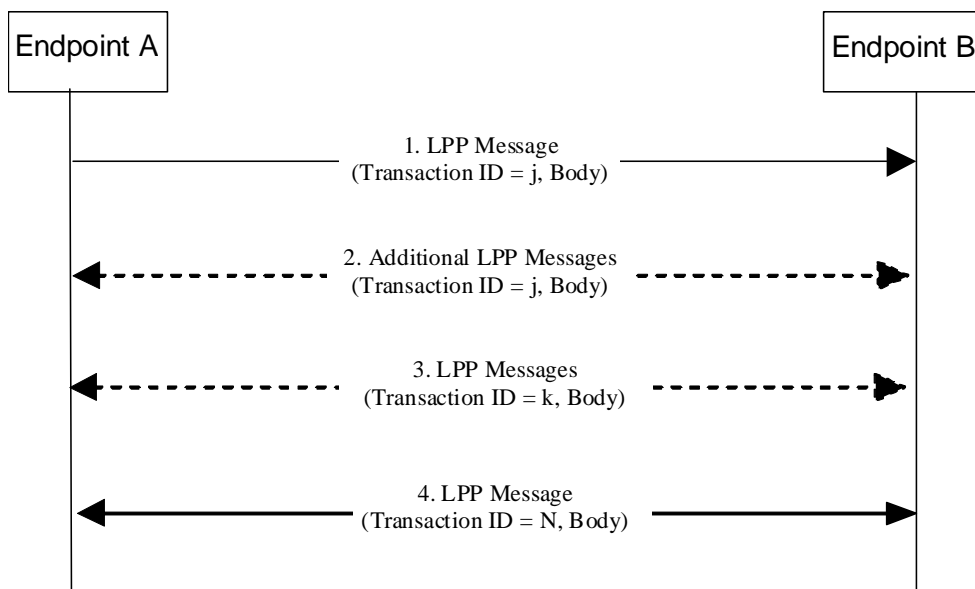 Endpoint A
Endpoint B
1. LPP Message
(Transaction ID = j, Body)
2. Additional LPP Messages
(Transaction ID = j, Body)
3. LPP Messages
(Transaction ID = k, Body)
4. LPP Message
(Transaction ID = N, Body)